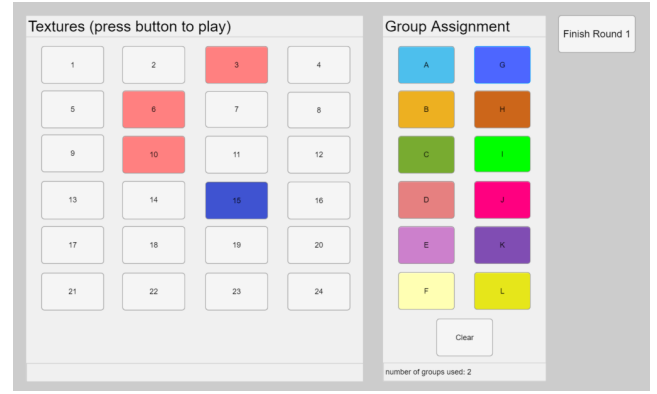 Textures (press button to play)
1 2 3 4
5 6 7 8
9 10 11 12
13 14 15 16
17 18 19 20
21 22 23 24
Group Assignment
A G
B H
C I
D J
E K
F L
Clear
number of groups used: 2
Finish Round 1